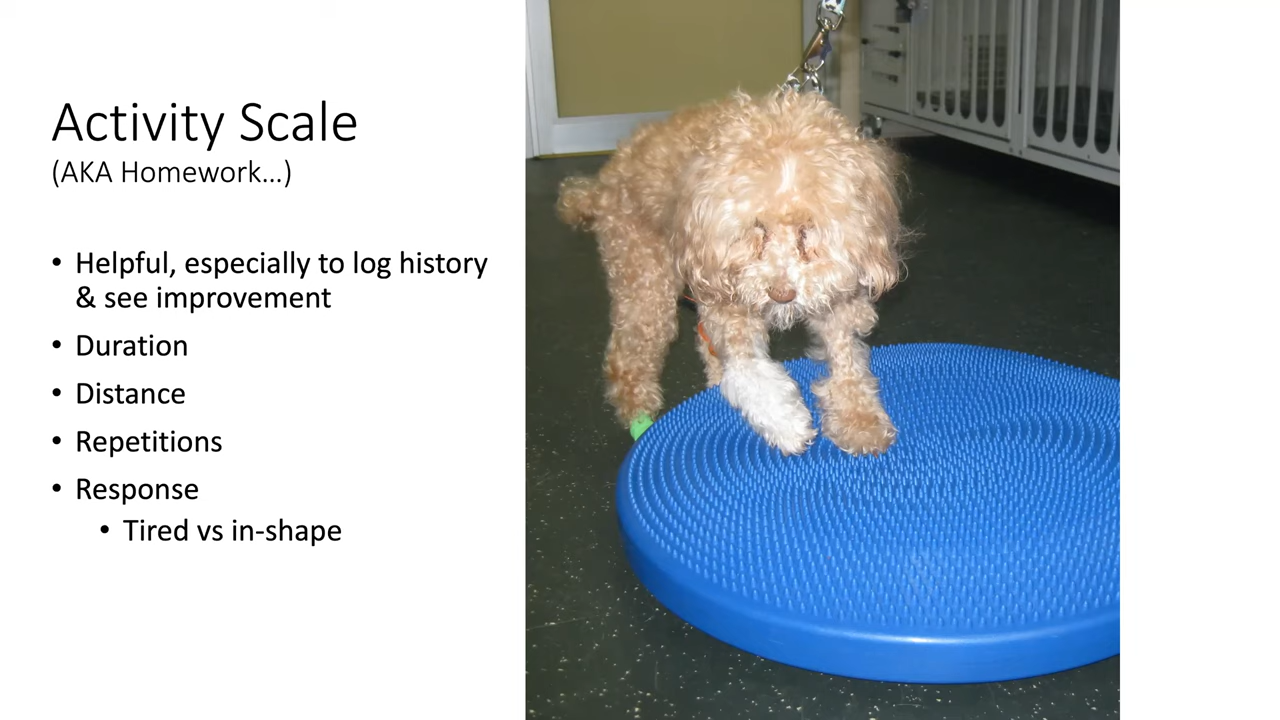 Activity Scale
(AKA Homework…)
• Helpful, especially to log history
& see improvement
• Duration
• Distance
• Repetitions
• Response
• Tired vs in-shape